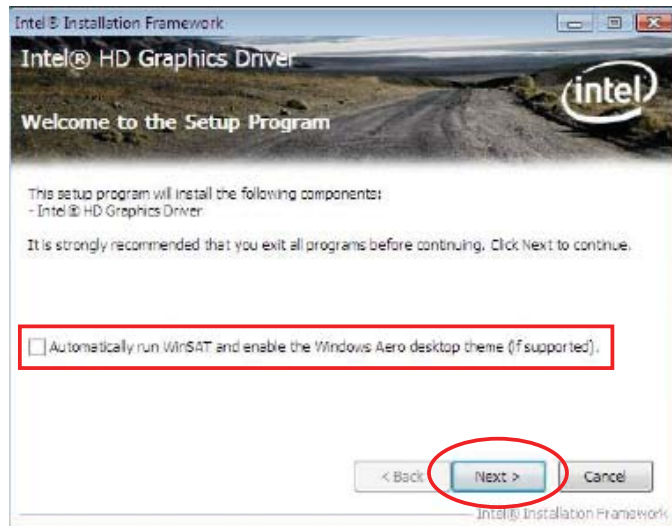 Intel® Installation Framework
Intel® HD Graphics Driver
intel
Welcome to the Setup Program
This setup program will install the following components:
- Intel® HD Graphics Driver
It is strongly recommended that you exit all programs before continuing. Click Next to continue.
Automatically run WinSAT and enable the Windows Aero desktop theme (if supported).
< Back
Next >
Cancel
Intel® Installation Framework